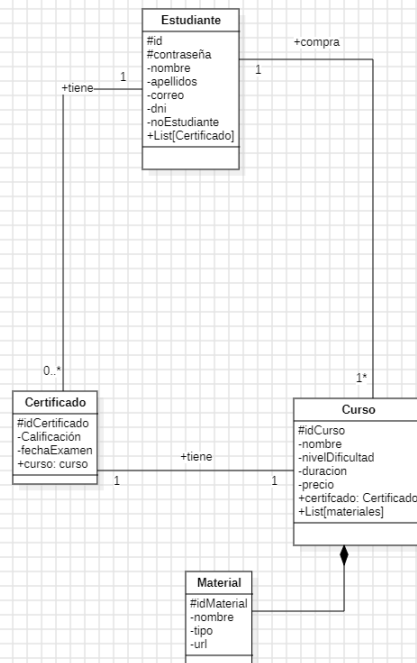 Estudiante
#id
#contraseña
-nombre
-apellidos
-correo
-dni
-noEstudiante
+List[Certificado]
+compra
1
1
+tiene
0..*
1*
Certificado
#idCertificado
-Calificación
-fechaExamen
+curso: curso
Curso
#idCurso
-nombre
-nivelDificultad
-duracion
-precio
+certifcado: Certificado
+List[materiales]
+tiene
1
1
Material
#idMaterial
-nombre
-tipo
-url